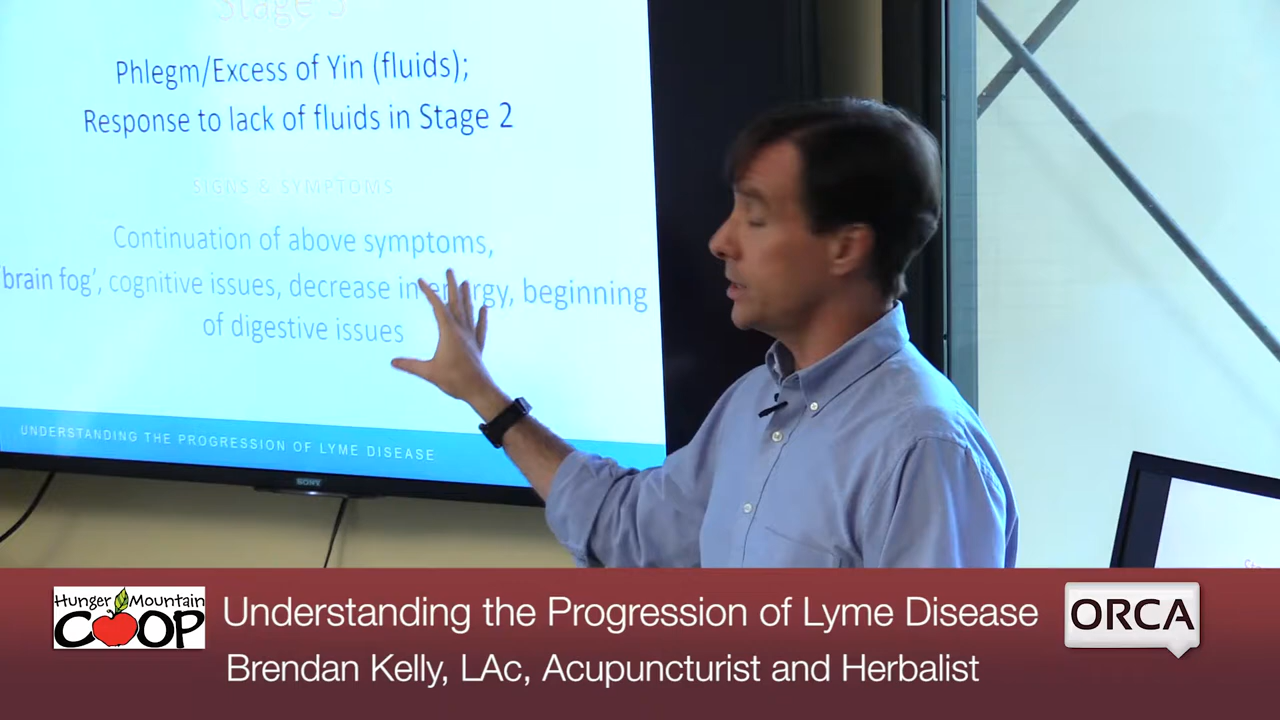 Stage 3
Phlegm/Excess of Yin (fluids);
Response to lack of fluids in Stage 2
SIGNS & SYMPTOMS
Continuation of above symptoms,
'brain fog', cognitive issues, decrease in energy, beginning
of digestive issues
UNDERSTANDING THE PROGRESSION OF LYME DISEASE
SONY
Hunger Mountain
COOP
Understanding the Progression of Lyme Disease
Brendan Kelly, LAc, Acupuncturist and Herbalist
ORCA